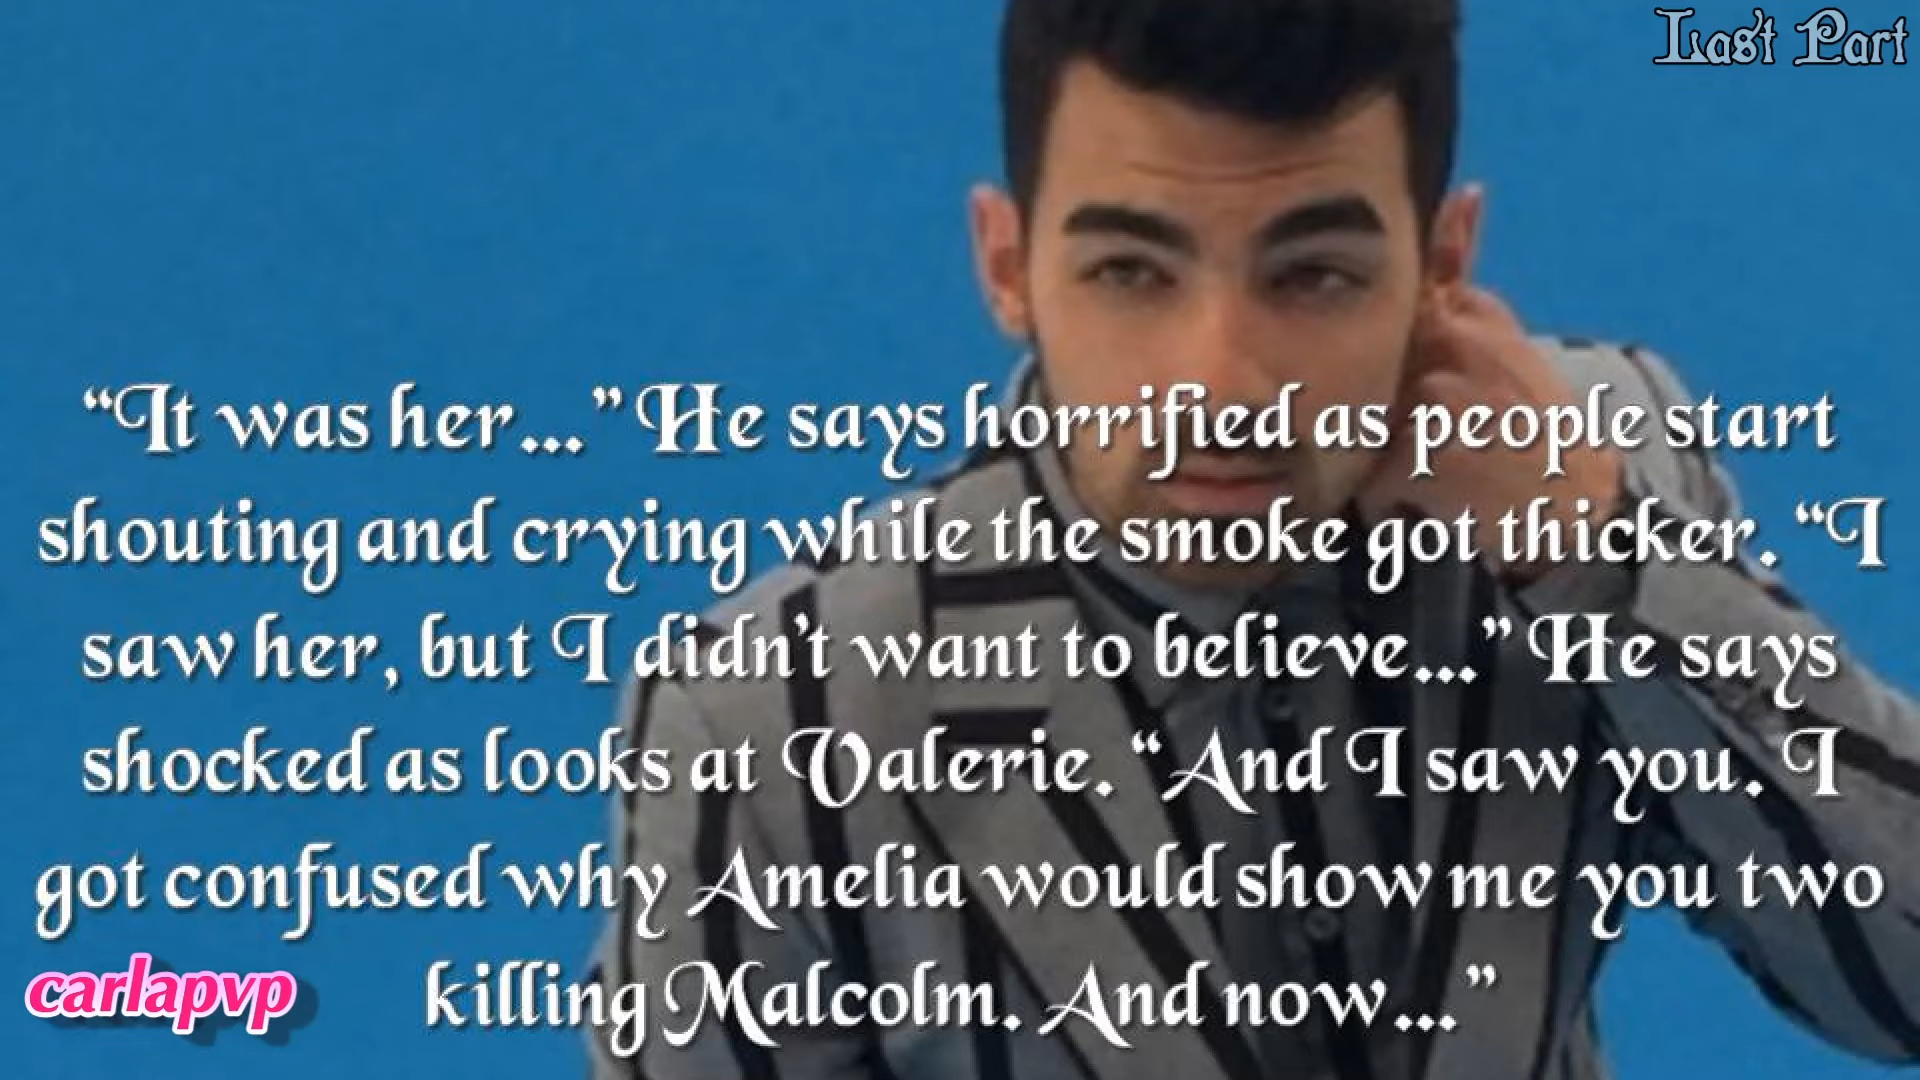 Last Part
“It was her...” He says horrified as people start
shouting and crying while the smoke got thicker. “I
saw her, but I didn't want to believe...” He says
shocked as looks at Valerie. “And I saw you. I
got confused why Amelia would show me you two
killing Malcolm. And now...”
carlapvp